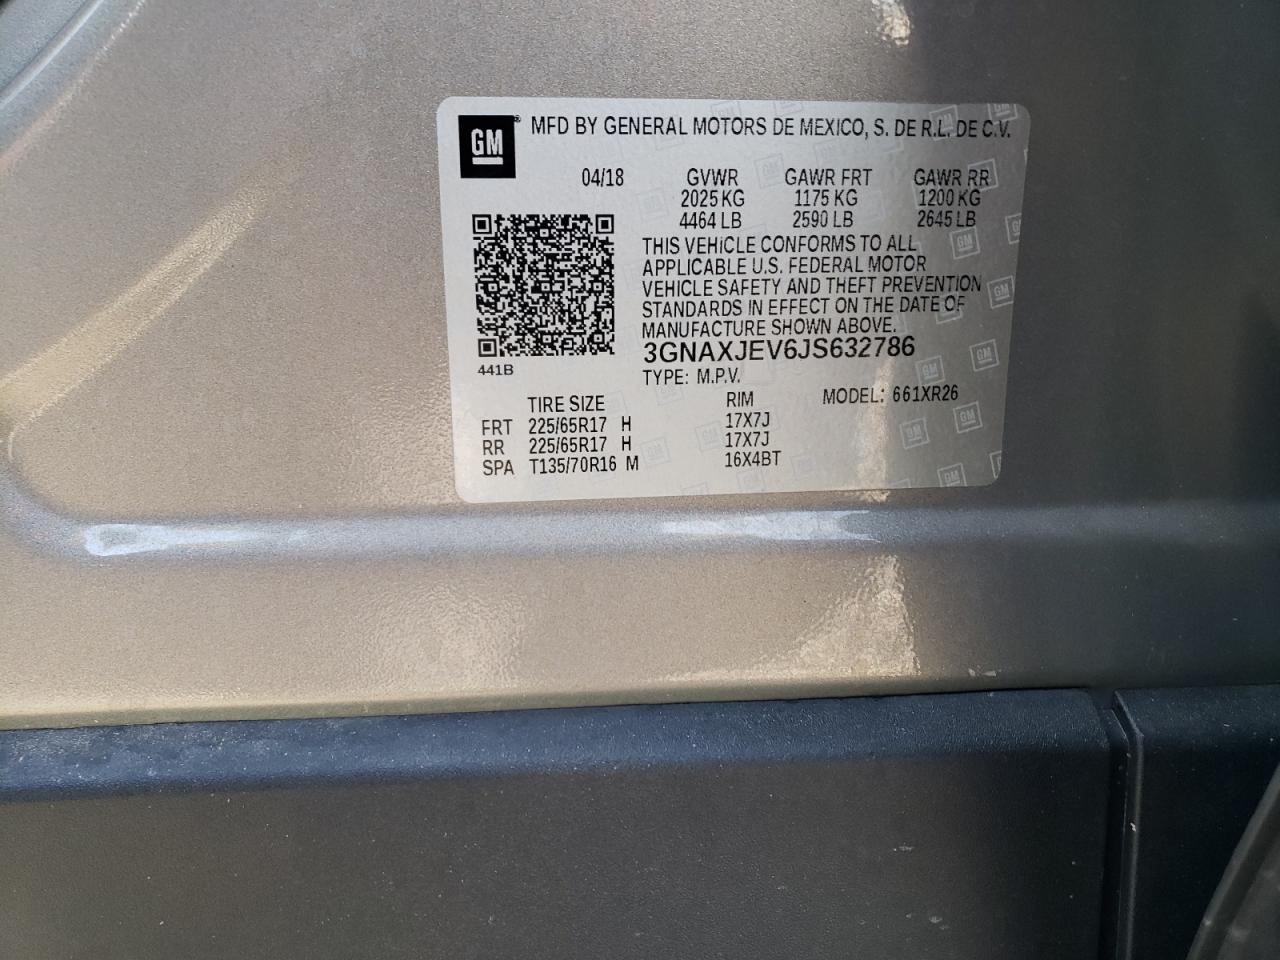 GM® MFD BY GENERAL MOTORS DE MEXICO, S. DE R.L. DE C.V.
04/18 GVWR GAWR FRT GAWR RR
2025 KG 1175 KG 1200 KG
4464 LB 2590 LB 2645 LB
THIS VEHICLE CONFORMS TO ALL
APPLICABLE U.S. FEDERAL MOTOR
VEHICLE SAFETY AND THEFT PREVENTION
STANDARDS IN EFFECT ON THE DATE OF
MANUFACTURE SHOWN ABOVE.
3GNAXJEV6JS632786
441B
TYPE: M.P.V.
TIRE SIZE RIM MODEL: 661XR26
FRT 225/65R17 H 17X7J
RR 225/65R17 H 17X7J
SPA T135/70R16 M 16X4BT